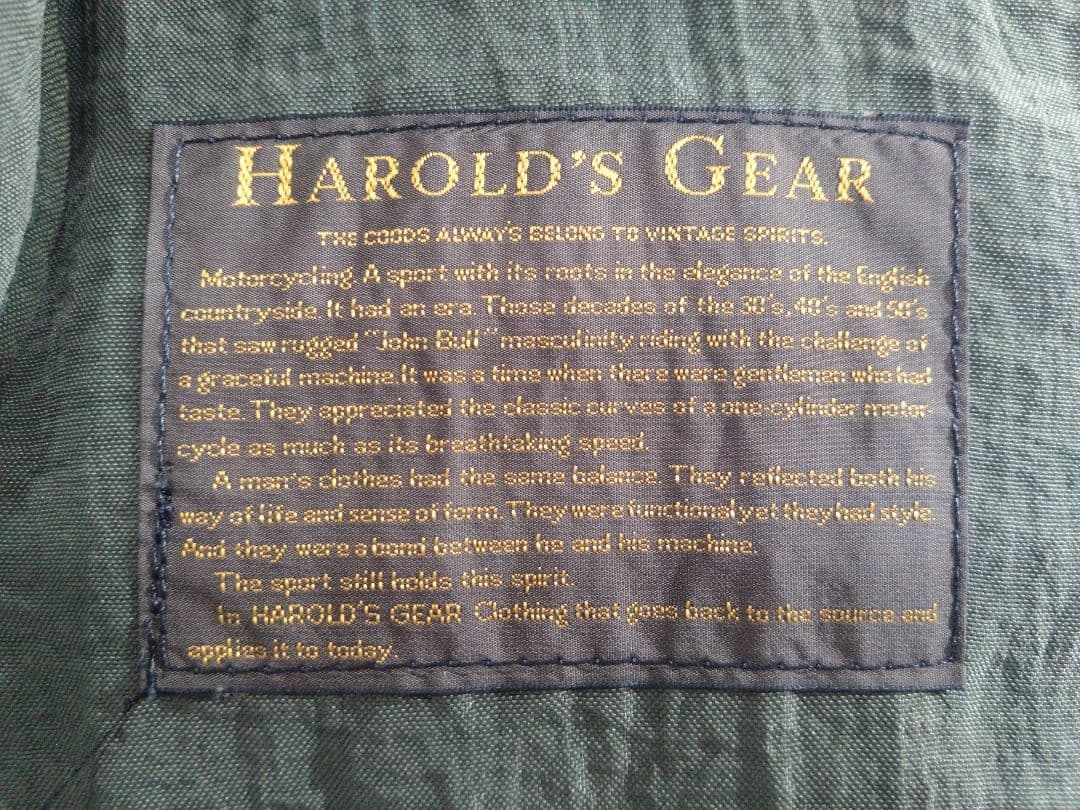 HAROLD'S GEAR
THE GOODS ALWAYS BELONG TO VINTAGE SPIRITS.
Motorcycling. A sport with its roots in the elegance of the English
countryside. It had an era. Those decades of the 30's, 40's and 50's
that saw rugged "John Bull" masculinity riding with the challenge of
a graceful machine. It was a time when there were gentlemen who had
taste. They appreciated the classic curves of a one-cylinder motor-
cycle as much as its breathtaking speed.
A man's clothes had the same balance. They reflected both his
way of life and sense of form. They were functional yet they had style.
And they were a bond between he and his machine.
The sport still holds this spirit.
In HAROLD'S GEAR Clothing that goes back to the source and
applies it to today.